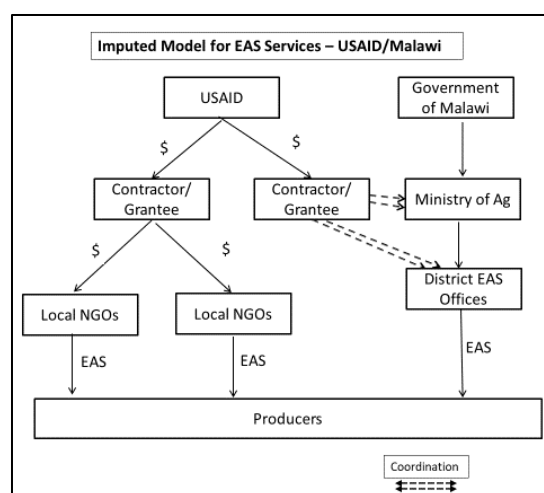 Imputed Model for EAS Services – USAID/Malawi
USAID
Government
of Malawi
$
$
Contractor/
Grantee
Contractor/
Grantee
Ministry of Ag
$
$
District EAS
Offices
Local NGOs
Local NGOs
EAS
EAS
EAS
Producers
Coordination